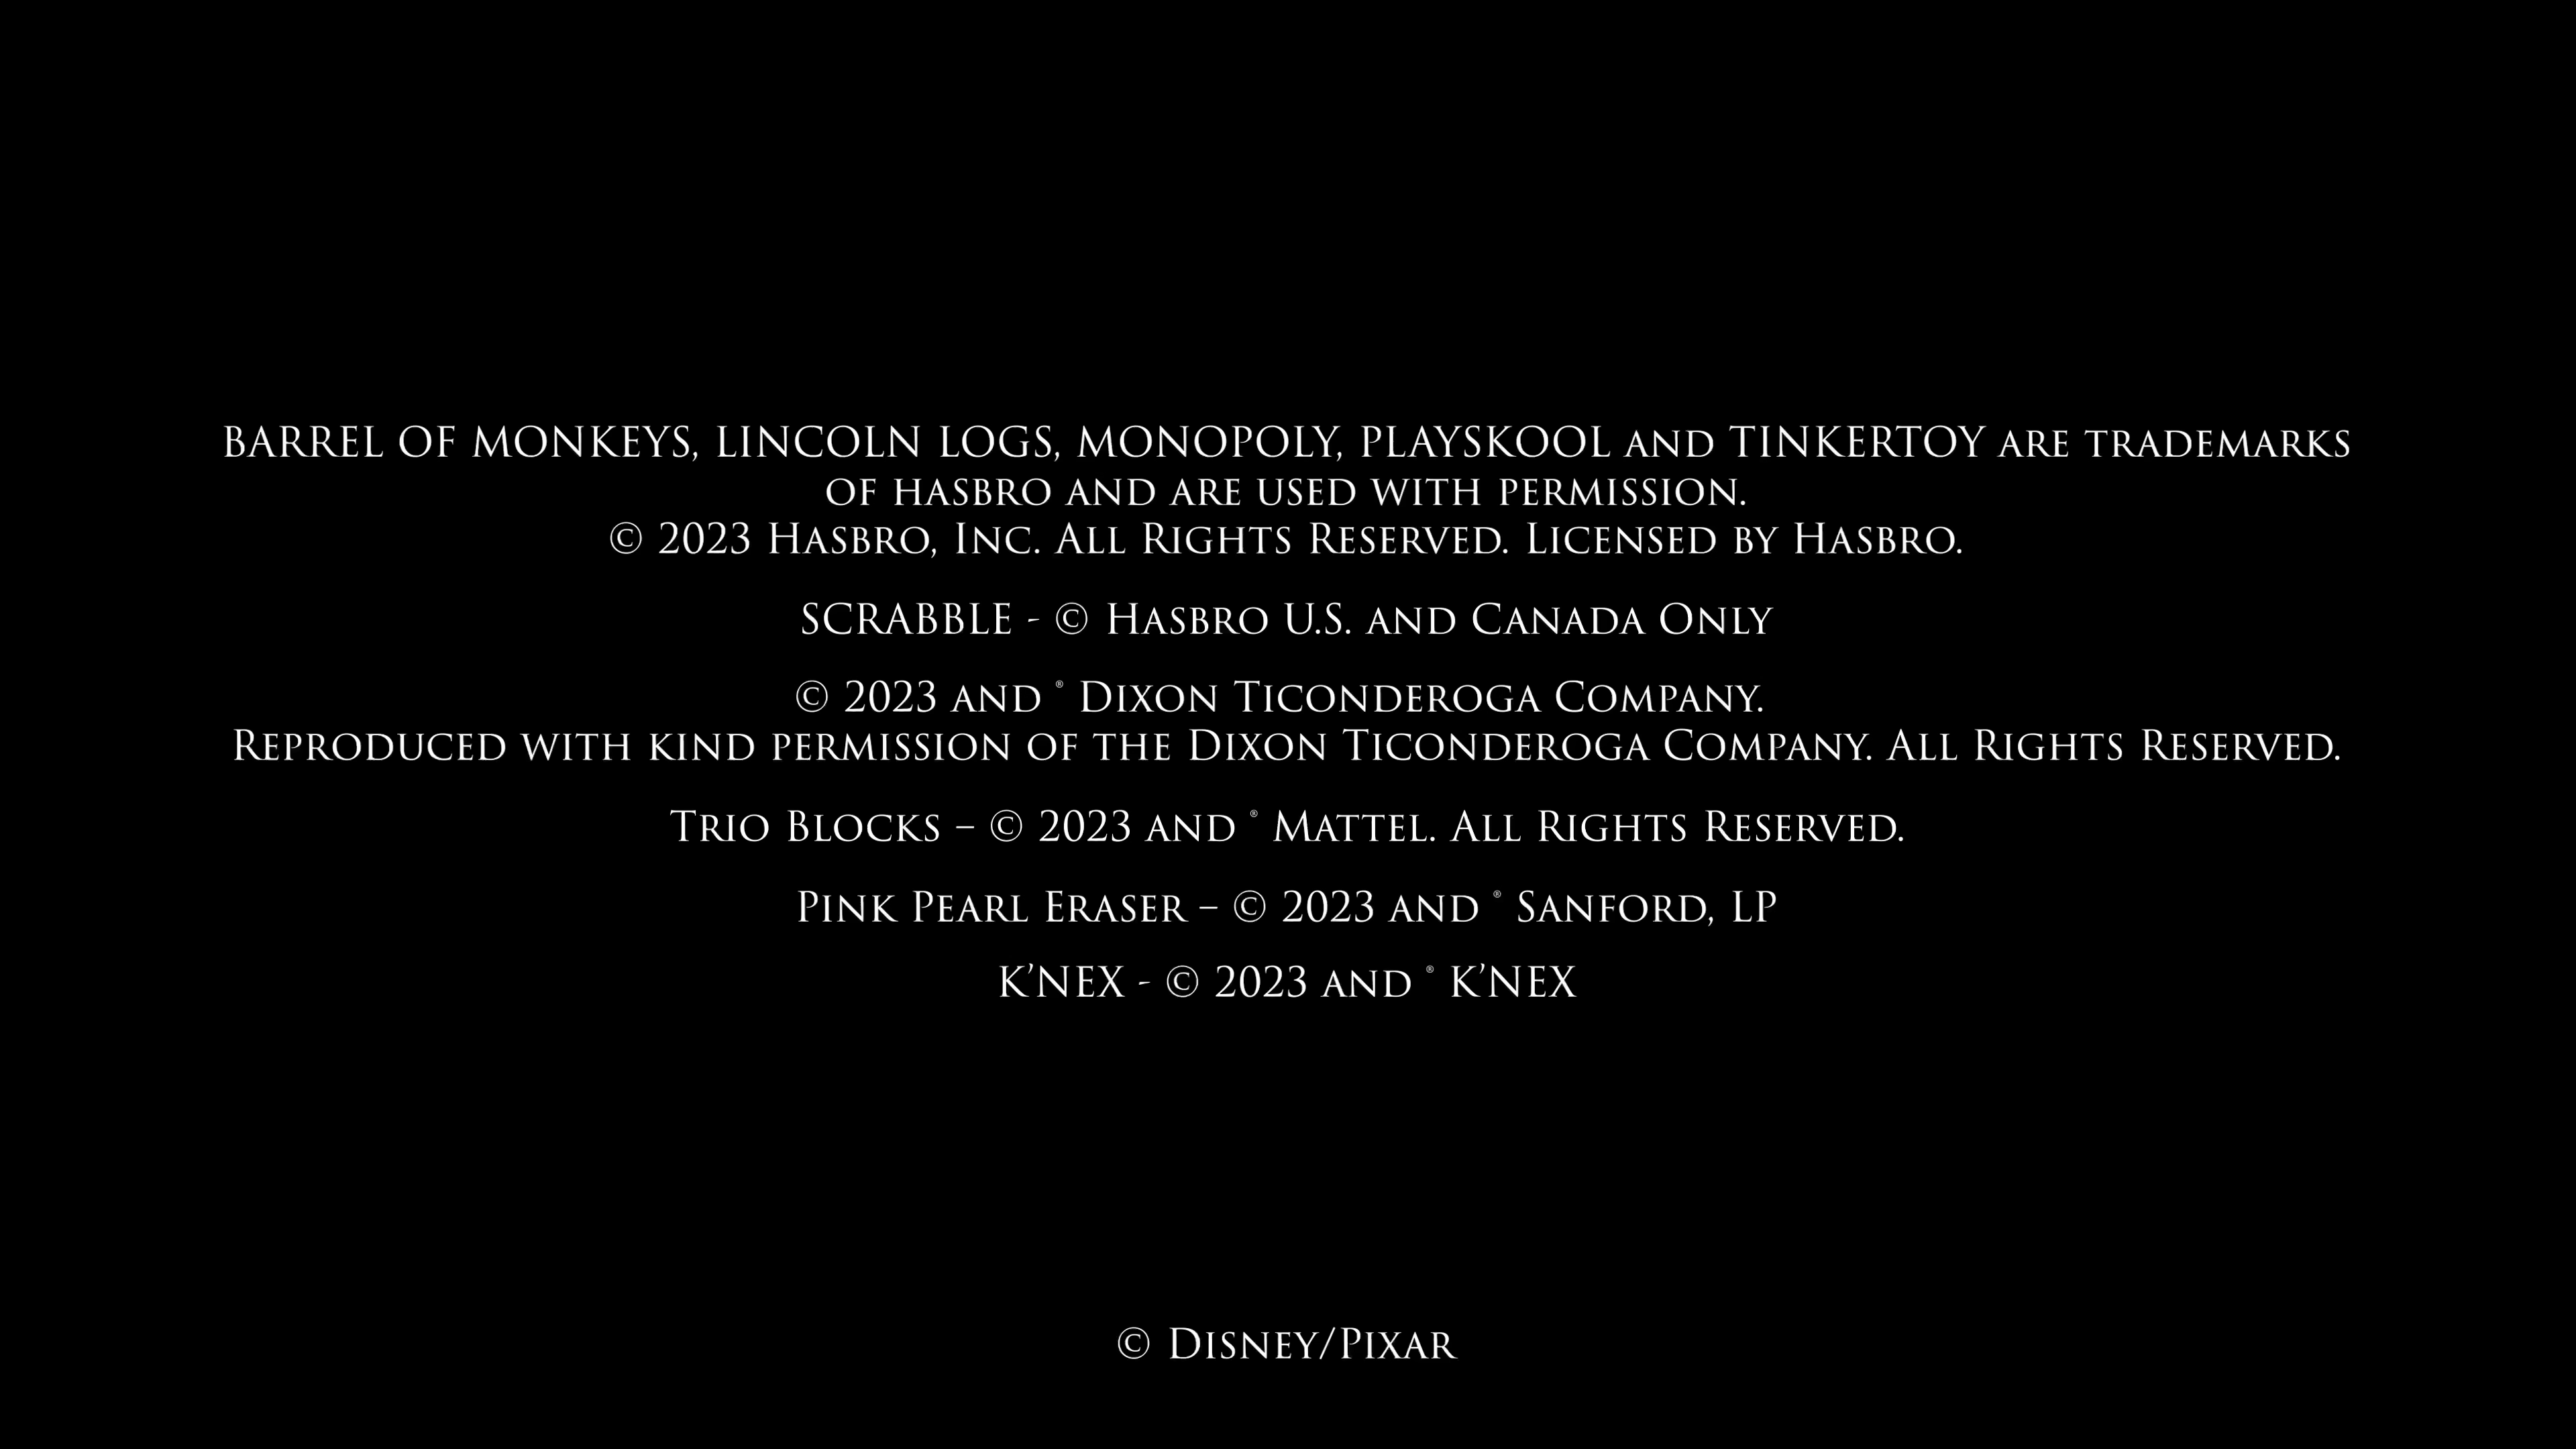 BARREL OF MONKEYS, LINCOLN LOGS, MONOPOLY, PLAYSKOOL AND TINKERTOY ARE TRADEMARKS
OF HASBRO AND ARE USED WITH PERMISSION.
© 2023 Hasbro, Inc. All Rights Reserved. Licensed by Hasbro.
SCRABBLE - © Hasbro U.S. and Canada Only
© 2023 and ® Dixon Ticonderoga Company.
Reproduced with kind permission of the Dixon Ticonderoga Company. All Rights Reserved.
Trio Blocks – © 2023 and ® Mattel. All Rights Reserved.
Pink Pearl Eraser – © 2023 and ® Sanford, LP
K’NEX - © 2023 and ® K’NEX
© Disney/Pixar